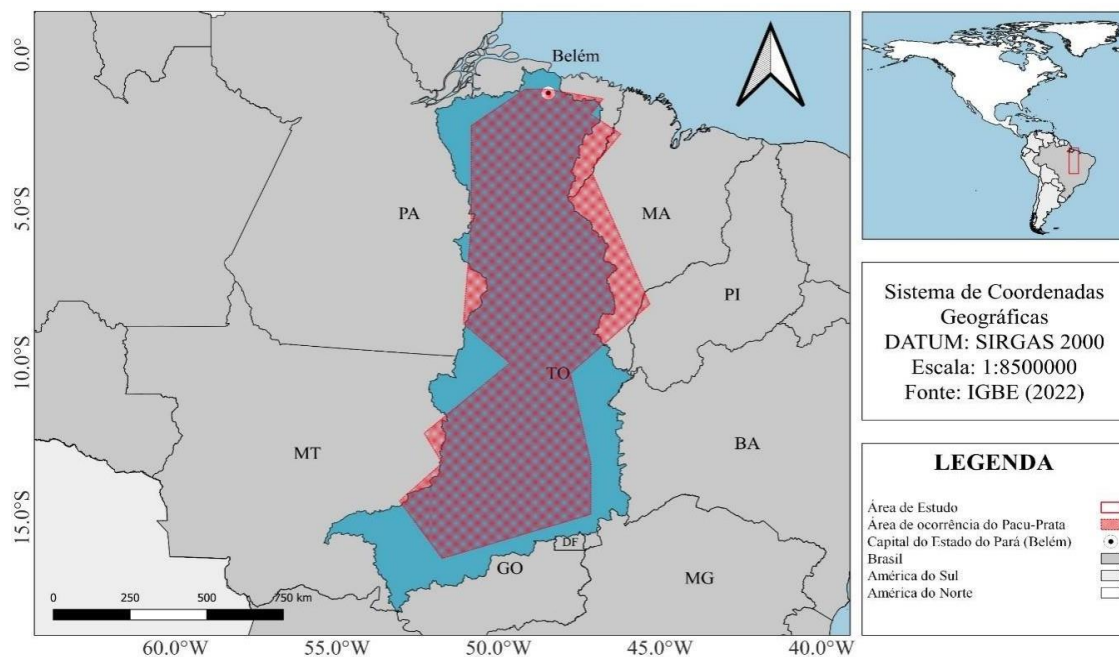 Belém
PA
MA
PI
TO
MT
BA
DF
GO
MG
0.0°
5.0°S
10.0°S
15.0°S
0 250 500 750 km
60.0°W 55.0°W 50.0°W 45.0°W 40.0°W
Sistema de Coordenadas
Geográficas
DATUM: SIRGAS 2000
Escala: 1:8500000
Fonte: IGBE (2022)
LEGENDA
Área de Estudo
Área de ocorrência do Pacu-Prata
Capital do Estado do Pará (Belém)
Brasil
América do Sul
América do Norte